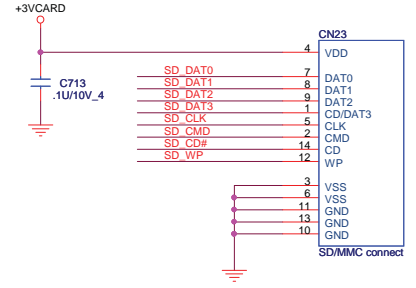 +3VCARD
CN23
4 VDD
C713
.1U/10V_4
SD_DAT0 7 DAT0
SD_DAT1 8 DAT1
SD_DAT2 9 DAT2
SD_DAT3 1 CD/DAT3
SD_CLK 5 CLK
SD_CMD 2 CMD
SD_CD# 14 CD
SD_WP 12 WP
3 VSS
6 VSS
11 GND
13 GND
10 GND
SD/MMC connect